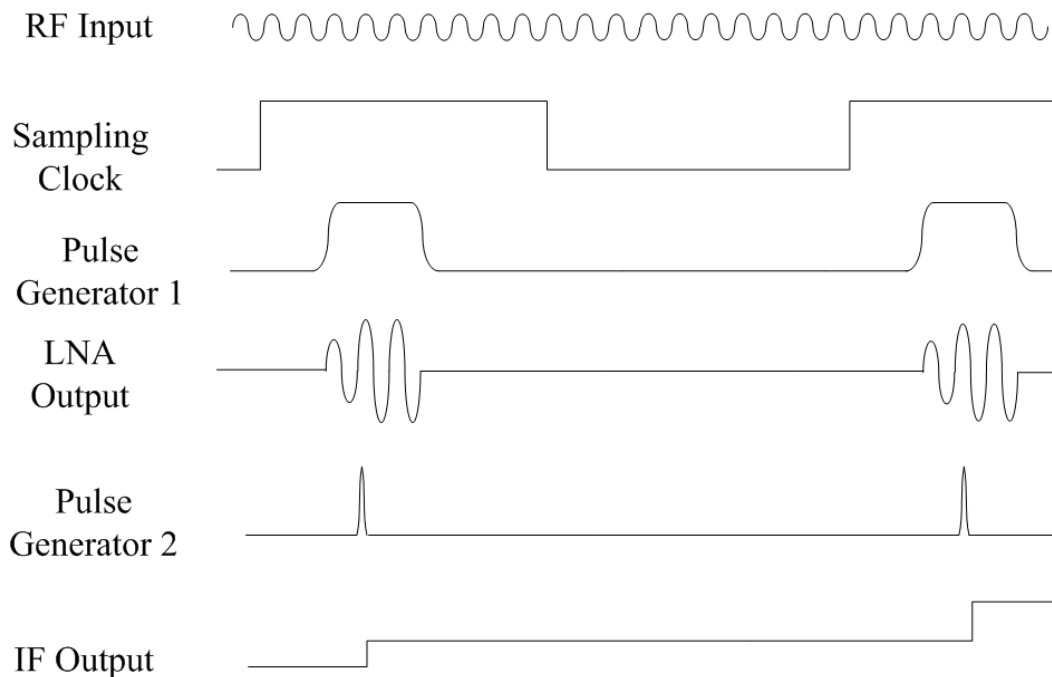 RF Input
Sampling
Clock
Pulse
Generator 1
LNA
Output
Pulse
Generator 2
IF Output